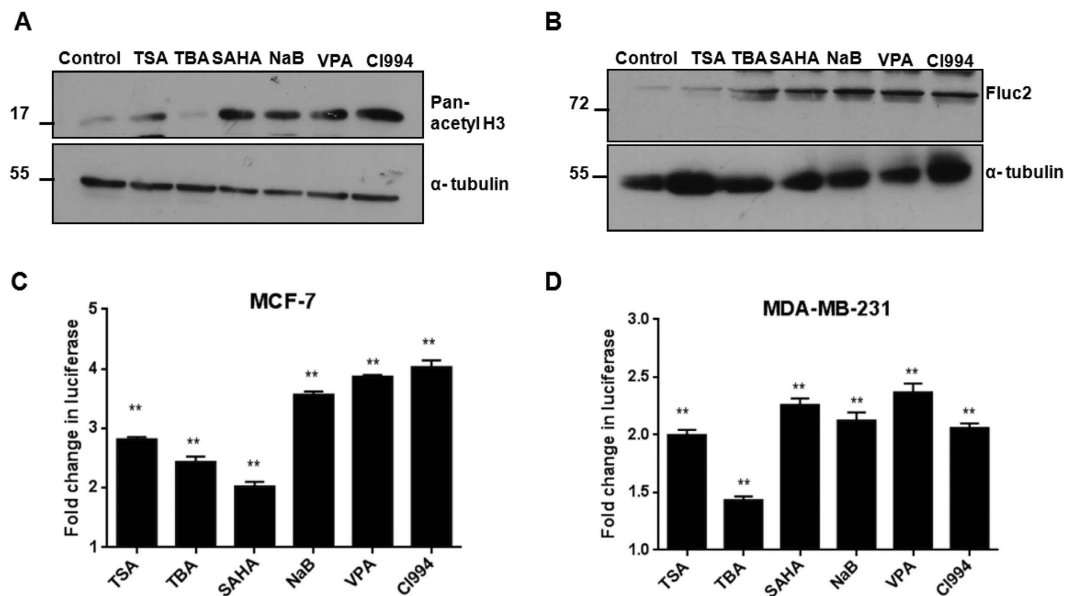 A
Control TSA TBA SAHA NaB VPA CI994
17
Pan-
acetyl H3
55
α- tubulin
B
Control TSA TBA SAHA NaB VPA CI994
72
Fluc2
55
α- tubulin
C
MCF-7
Fold change in luciferase
5
4
3
2
1
**
**
**
**
**
**
TSA
TBA
SAHA
NaB
VPA
CI994
D
MDA-MB-231
Fold change in luciferase
3.0
2.5
2.0
1.5
1.0
**
**
**
**
**
**
TSA
TBA
SAHA
NaB
VPA
CI994